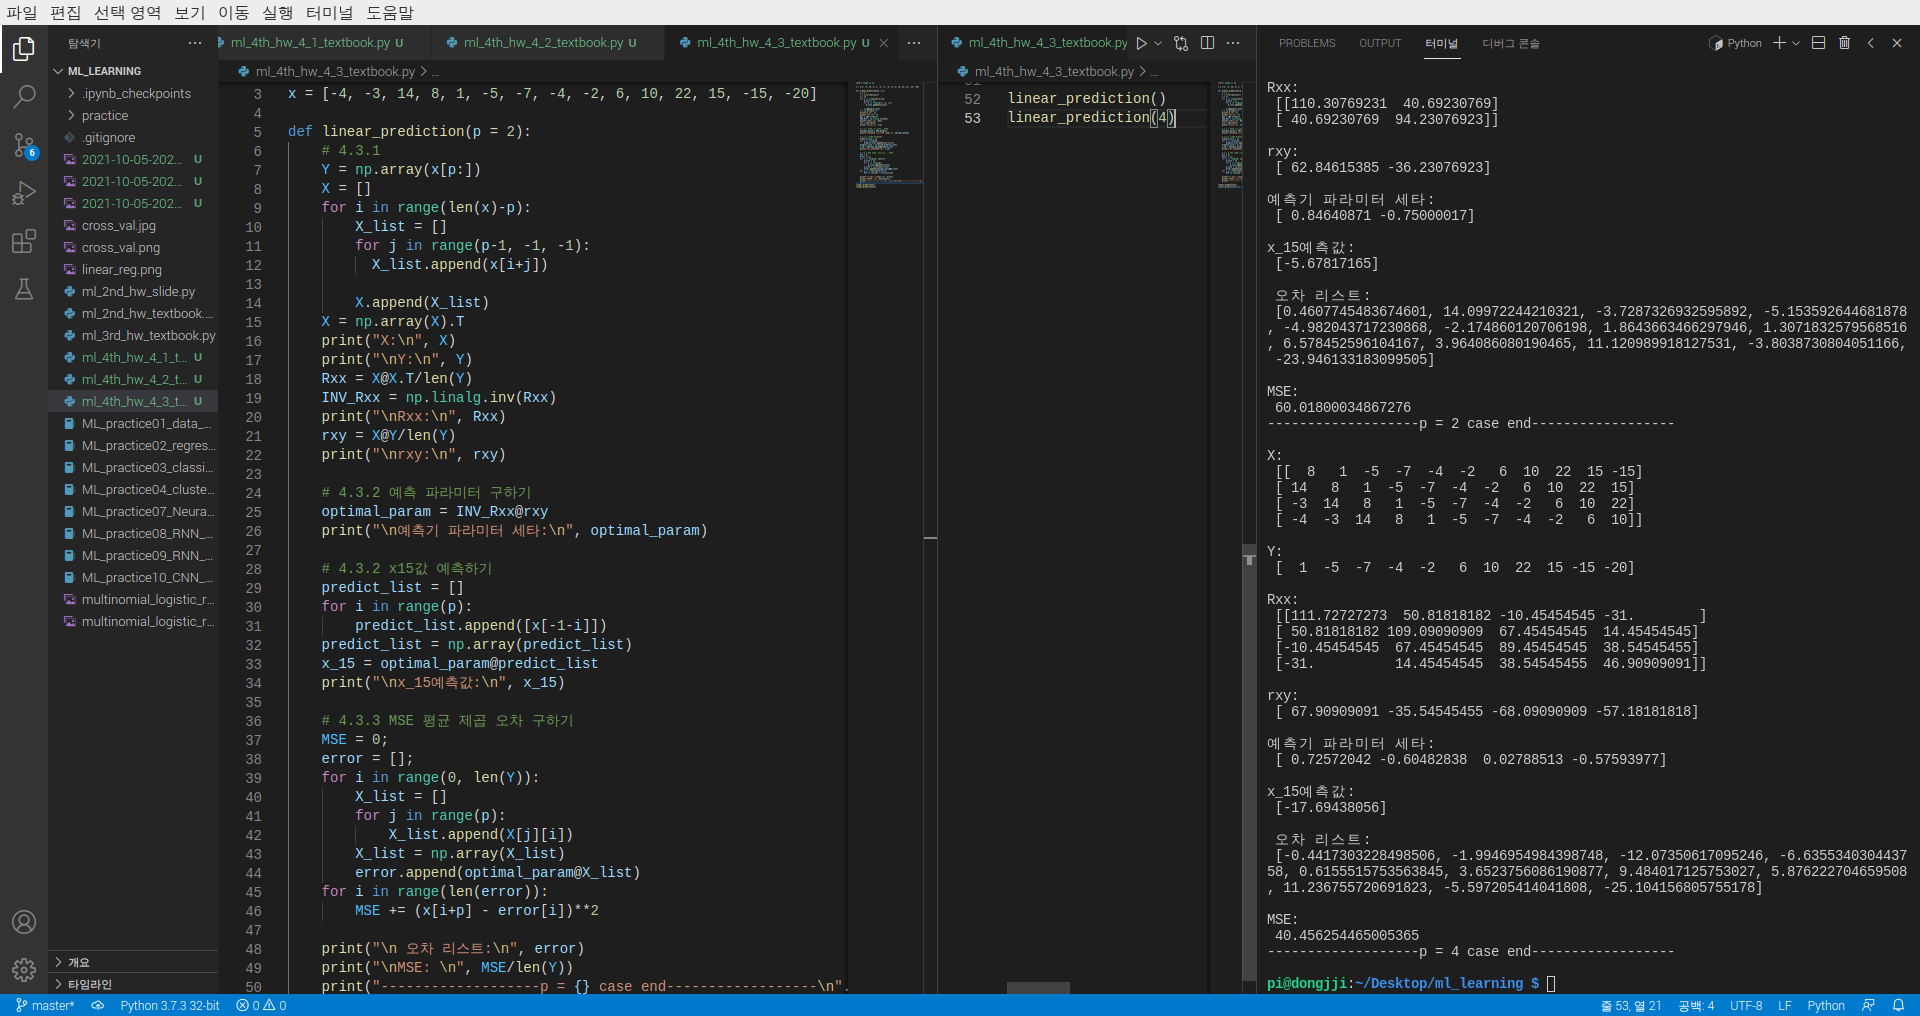 파일 편집 선택 영역 보기 이동 실행 터미널 도움말
탐색기 ···
ML_LEARNING
.ipynb_checkpoints
practice
.gitignore
2021-10-05-202... U
2021-10-05-202... U
2021-10-05-202... U
cross_val.jpg
cross_val.png
linear_reg.png
ml_2nd_hw_slide.py
ml_2nd_hw_textbook....
ml_3rd_hw_textbook.py
ml_4th_hw_4_1_t... U
ml_4th_hw_4_2_t... U
ml_4th_hw_4_3_t... U
ML_practice01_data_...
ML_practice02_regres...
ML_practice03_classi...
ML_practice04_cluste...
ML_practice07_Neura...
ML_practice08_RNN_...
ML_practice09_RNN_...
ML_practice10_CNN_...
multinomial_logistic_r...
multinomial_logistic_r...
개요
타임라인
6
ml_4th_hw_4_1_textbook.py U
ml_4th_hw_4_2_textbook.py U
ml_4th_hw_4_3_textbook.py U
ml_4th_hw_4_3_textbook.py > ...
3 x = [-4, -3, 14, 8, 1, -5, -7, -4, -2, 6, 10, 22, 15, -15, -20]
4
5 def linear_prediction(p = 2):
6 # 4.3.1
7 Y = np.array(x[p:])
8 X = []
9 for i in range(len(x)-p):
10 X_list = []
11 for j in range(p-1, -1, -1):
12 X_list.append(x[i+j])
13
14 X.append(X_list)
15 X = np.array(X).T
16 print("X:\n", X)
17 print("\nY:\n", Y)
18 Rxx = X@X.T/len(Y)
19 INV_Rxx = np.linalg.inv(Rxx)
20 print("\nRxx:\n", Rxx)
21 rxy = X@Y/len(Y)
22 print("\nrxy:\n", rxy)
23
24 # 4.3.2 예측 파라미터 구하기
25 optimal_param = INV_Rxx@rxy
26 print("\n예측기 파라미터 세타:\n", optimal_param)
27
28 # 4.3.2 x15값 예측하기
29 predict_list = []
30 for i in range(p):
31 predict_list.append([x[-1-i]])
32 predict_list = np.array(predict_list)
33 x_15 = optimal_param@predict_list
34 print("\nx_15예측값:\n", x_15)
35
36 # 4.3.3 MSE 평균 제곱 오차 구하기
37 MSE = 0;
38 error = [];
39 for i in range(0, len(Y)):
40 X_list = []
41 for j in range(p):
42 X_list.append(X[j][i])
43 X_list = np.array(X_list)
44 error.append(optimal_param@X_list)
45 for i in range(len(error)):
46 MSE += (x[i+p] - error[i])**2
47
48 print("\n 오차 리스트:\n", error)
49 print("\nMSE: \n", MSE/len(Y))
50 print("-------------------p = {} case end------------------\n".
ml_4th_hw_4_3_textbook.py
ml_4th_hw_4_3_textbook.py > ...
52 linear_prediction()
53 linear_prediction(4)
PROBLEMS OUTPUT 터미널 디버그 콘솔 Python
Rxx:
[[110.30769231 40.69230769]
[ 40.69230769 94.23076923]]
rxy:
[ 62.84615385 -36.23076923]
예측기 파라미터 세타:
[ 0.84640871 -0.75000017]
x_15예측값:
[-5.67817165]
오차 리스트:
[0.4607745483674601, 14.09972244210321, -3.7287326932595892, -5.153592644681878
, -4.982043717230868, -2.174860120706198, 1.8643663466297946, 1.3071832579568516
, 6.578452596104167, 3.964086080190465, 11.120989918127531, -3.8038730804051166,
-23.946133183099505]
MSE:
60.01800034867276
-------------------p = 2 case end------------------
X:
[[ 8 1 -5 -7 -4 -2 6 10 22 15 -15]
[ 14 8 1 -5 -7 -4 -2 6 10 22 15]
[ -3 14 8 1 -5 -7 -4 -2 6 10 22]
[ -4 -3 14 8 1 -5 -7 -4 -2 6 10]]
Y:
[ 1 -5 -7 -4 -2 6 10 22 15 -15 -20]
Rxx:
[[111.72727273 50.81818182 -10.45454545 -31. ]
[ 50.81818182 109.09090909 67.45454545 14.45454545]
[-10.45454545 67.45454545 89.45454545 38.54545455]
[-31. 14.45454545 38.54545455 46.90909091]]
rxy:
[ 67.90909091 -35.54545455 -68.09090909 -57.18181818]
예측기 파라미터 세타:
[ 0.72572042 -0.60482838 0.02788513 -0.57593977]
x_15예측값:
[-17.69438056]
오차 리스트:
[-0.4417303228498506, -1.9946954984398748, -12.07350617095246, -6.6355340304437
58, 0.6155515753563845, 3.6523756086190877, 9.484017125753027, 5.876222704659508
, 11.236755720691823, -5.597205414041808, -25.104156805755178]
MSE:
40.456254465005365
-------------------p = 4 case end------------------
pi@dongjji:~/Desktop/ml_learning $
master* Python 3.7.3 32-bit 0 0 줄 53, 열 21 공백: 4 UTF-8 LF Python